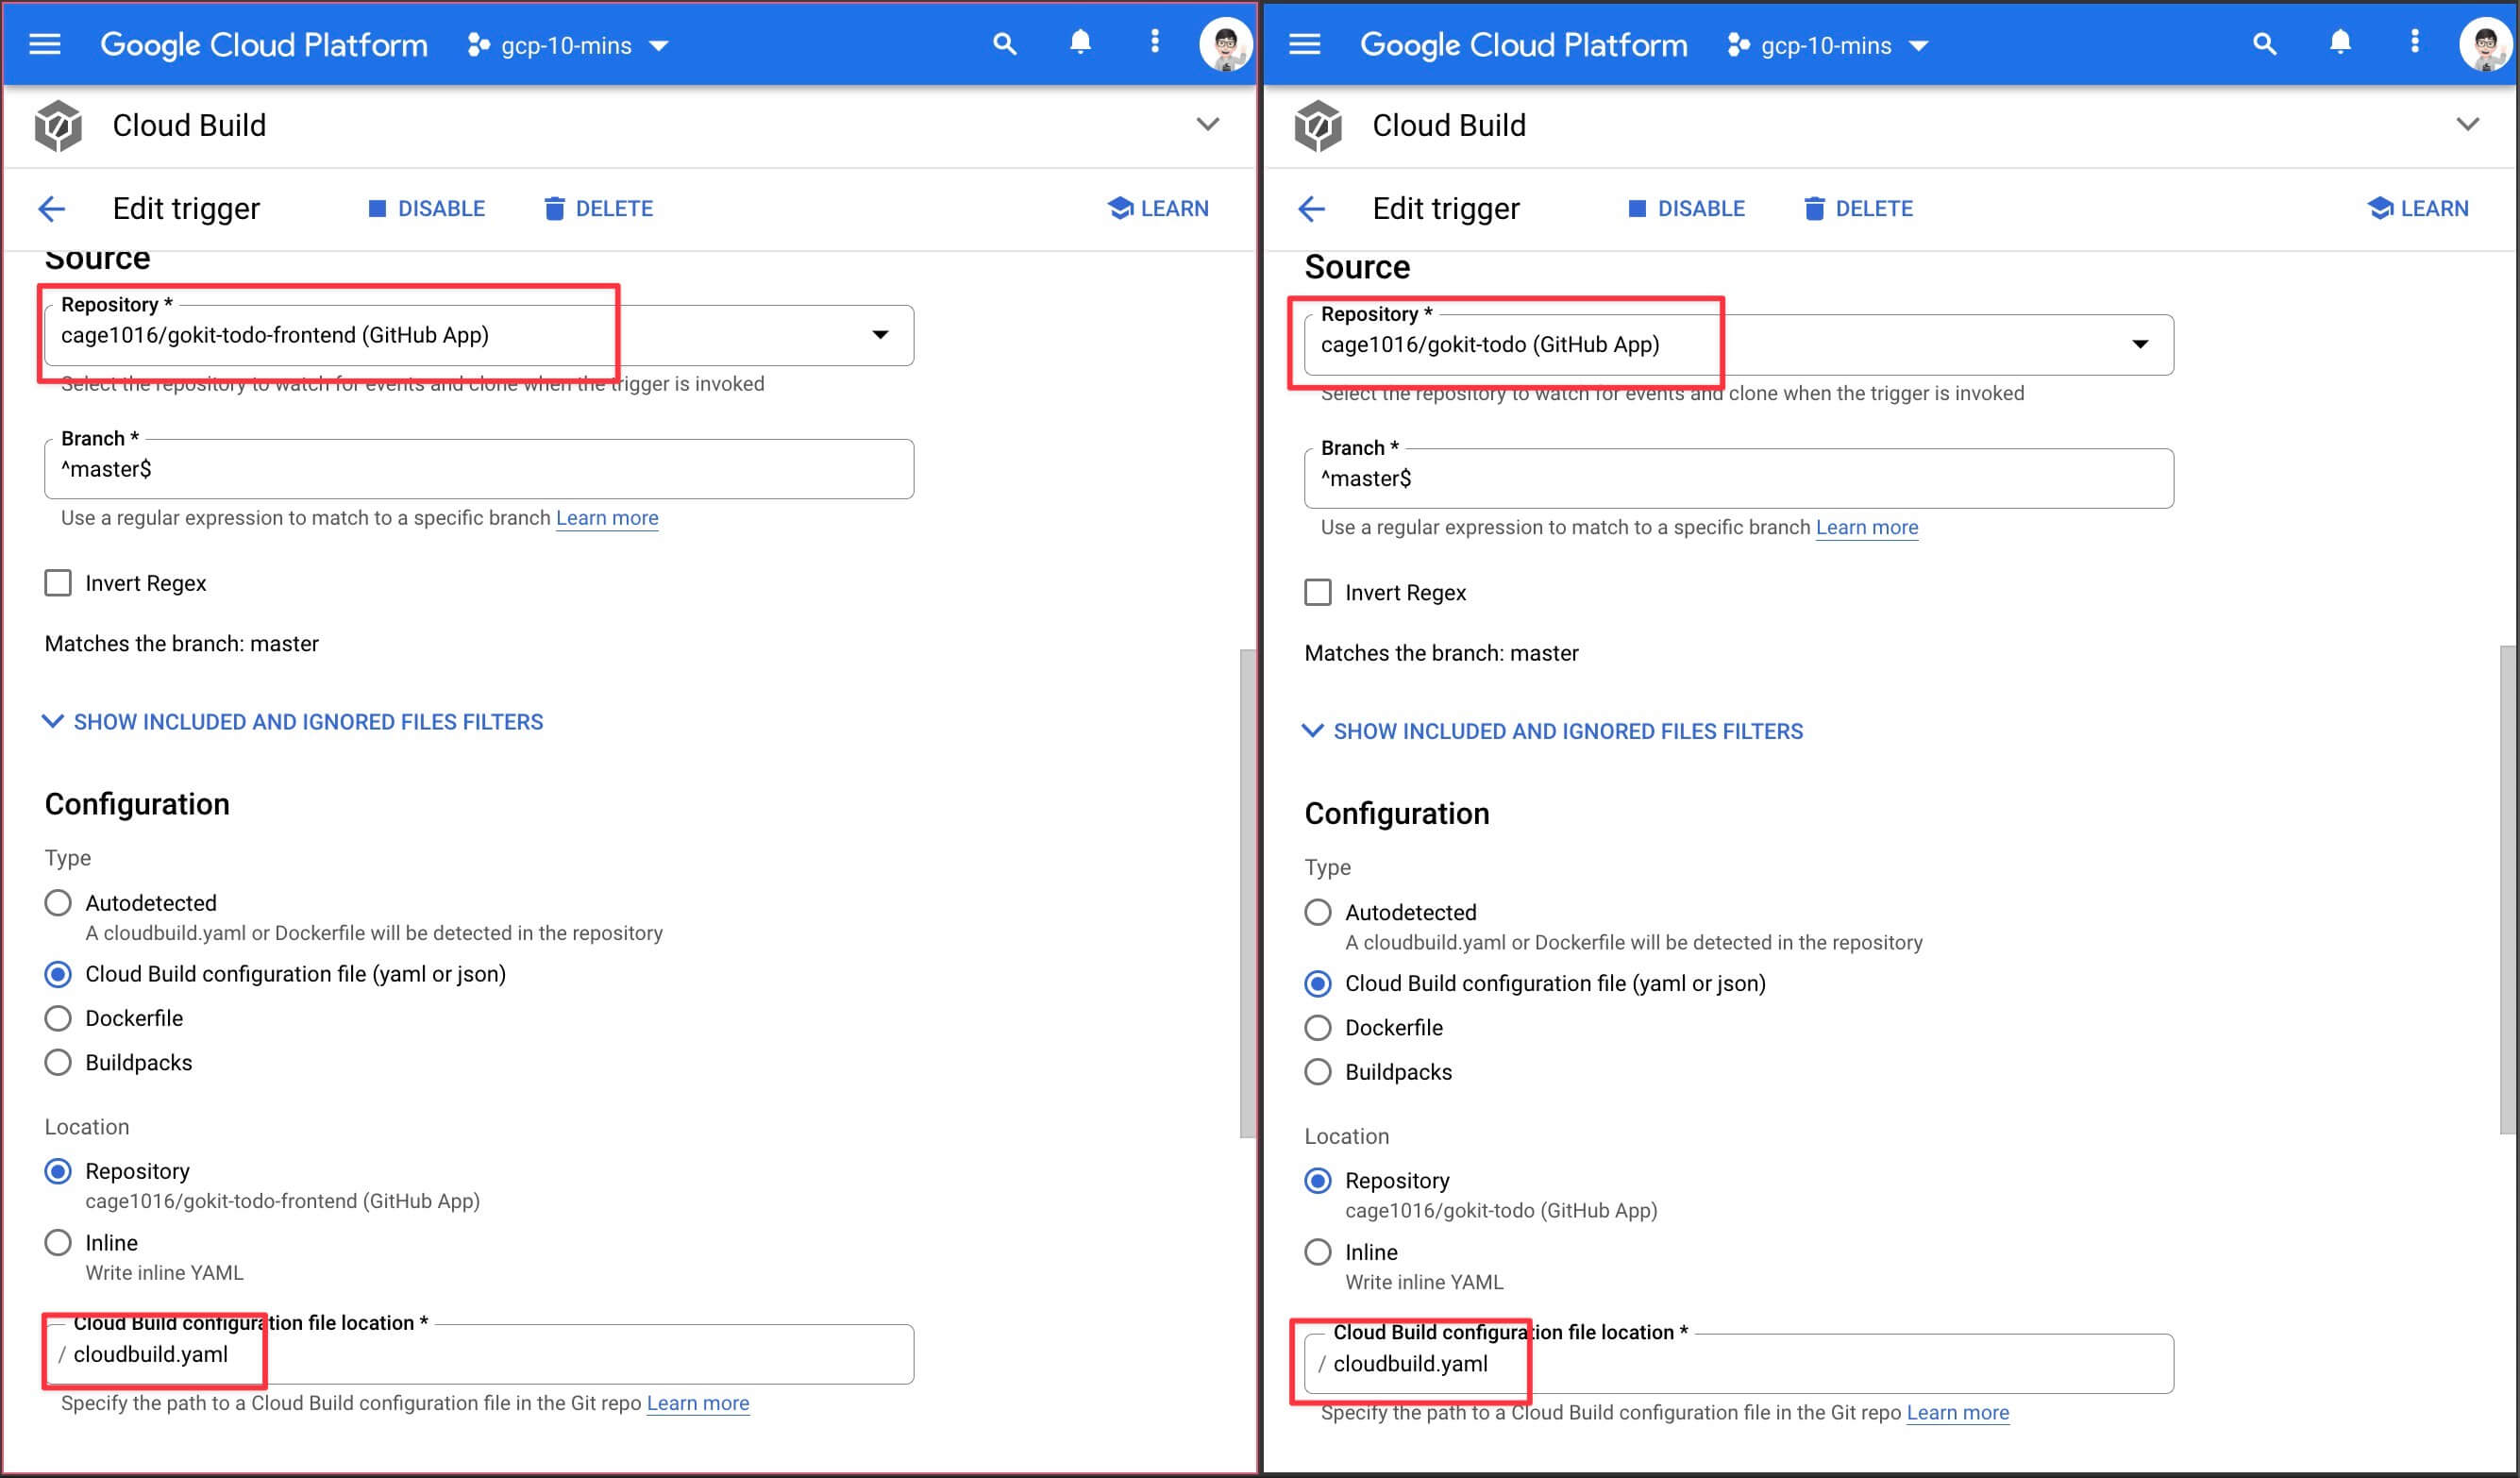 Google Cloud Platform gcp-10-mins
Cloud Build
Edit trigger DISABLE DELETE LEARN
Source
Repository *
cage1016/gokit-todo-frontend (GitHub App)
Select the repository to watch for events and clone when the trigger is invoked
Branch *
^master$
Use a regular expression to match to a specific branch Learn more
Invert Regex
Matches the branch: master
SHOW INCLUDED AND IGNORED FILES FILTERS
Configuration
Type
Autodetected
A cloudbuild.yaml or Dockerfile will be detected in the repository
Cloud Build configuration file (yaml or json)
Dockerfile
Buildpacks
Location
Repository
cage1016/gokit-todo-frontend (GitHub App)
Inline
Write inline YAML
Cloud Build configuration file location *
/ cloudbuild.yaml
Specify the path to a Cloud Build configuration file in the Git repo Learn more
Google Cloud Platform gcp-10-mins
Cloud Build
Edit trigger DISABLE DELETE LEARN
Source
Repository *
cage1016/gokit-todo (GitHub App)
Select the repository to watch for events and clone when the trigger is invoked
Branch *
^master$
Use a regular expression to match to a specific branch Learn more
Invert Regex
Matches the branch: master
SHOW INCLUDED AND IGNORED FILES FILTERS
Configuration
Type
Autodetected
A cloudbuild.yaml or Dockerfile will be detected in the repository
Cloud Build configuration file (yaml or json)
Dockerfile
Buildpacks
Location
Repository
cage1016/gokit-todo (GitHub App)
Inline
Write inline YAML
Cloud Build configuration file location *
/ cloudbuild.yaml
Specify the path to a Cloud Build configuration file in the Git repo Learn more